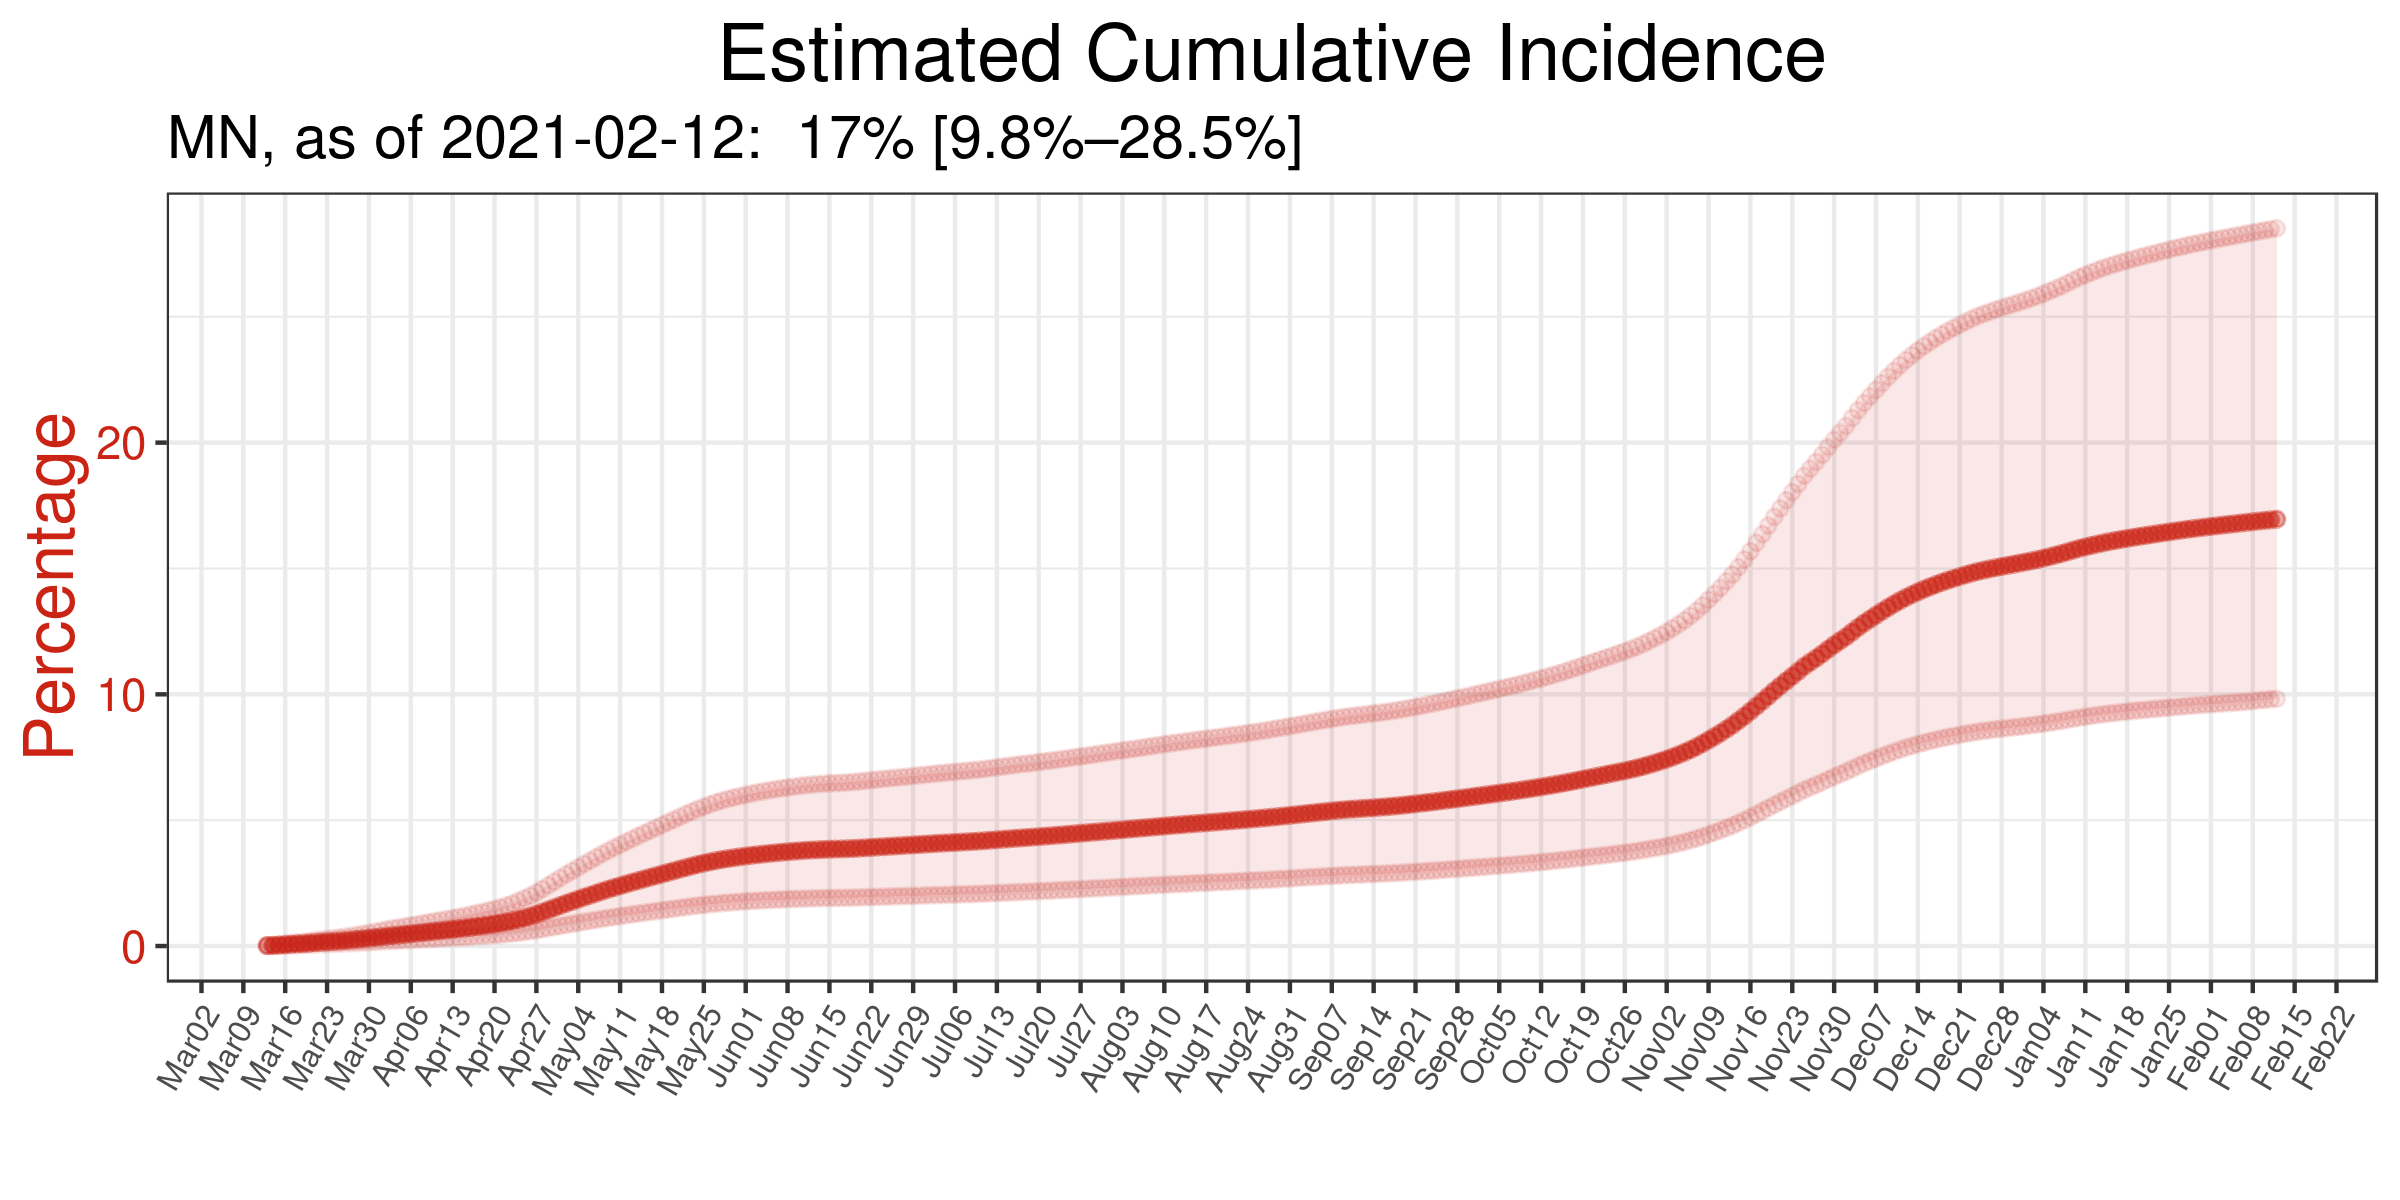 Estimated Cumulative Incidence
MN, as of 2021-02-12:  17% [9.8%–28.5%]
Percentage
20
10
0
Mar02 Mar09 Mar16 Mar23 Mar30 Apr06 Apr13 Apr20 Apr27 May04 May11 May18 May25 Jun01 Jun08 Jun15 Jun22 Jun29 Jul06 Jul13 Jul20 Jul27 Aug03 Aug10 Aug17 Aug24 Aug31 Sep07 Sep14 Sep21 Sep28 Oct05 Oct12 Oct19 Oct26 Nov02 Nov09 Nov16 Nov23 Nov30 Dec07 Dec14 Dec21 Dec28 Jan04 Jan11 Jan18 Jan25 Feb01 Feb08 Feb15 Feb22